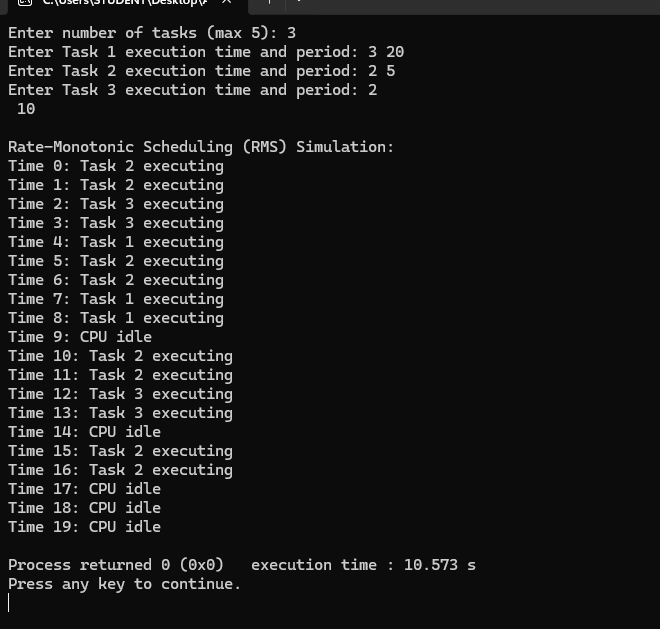 C:\Users\STUDENT\Desktop\
Enter number of tasks (max 5): 3
Enter Task 1 execution time and period: 3 20
Enter Task 2 execution time and period: 2 5
Enter Task 3 execution time and period: 2
10
Rate-Monotonic Scheduling (RMS) Simulation:
Time 0: Task 2 executing
Time 1: Task 2 executing
Time 2: Task 3 executing
Time 3: Task 3 executing
Time 4: Task 1 executing
Time 5: Task 2 executing
Time 6: Task 2 executing
Time 7: Task 1 executing
Time 8: Task 1 executing
Time 9: CPU idle
Time 10: Task 2 executing
Time 11: Task 2 executing
Time 12: Task 3 executing
Time 13: Task 3 executing
Time 14: CPU idle
Time 15: Task 2 executing
Time 16: Task 2 executing
Time 17: CPU idle
Time 18: CPU idle
Time 19: CPU idle
Process returned 0 (0x0)   execution time : 10.573 s
Press any key to continue.